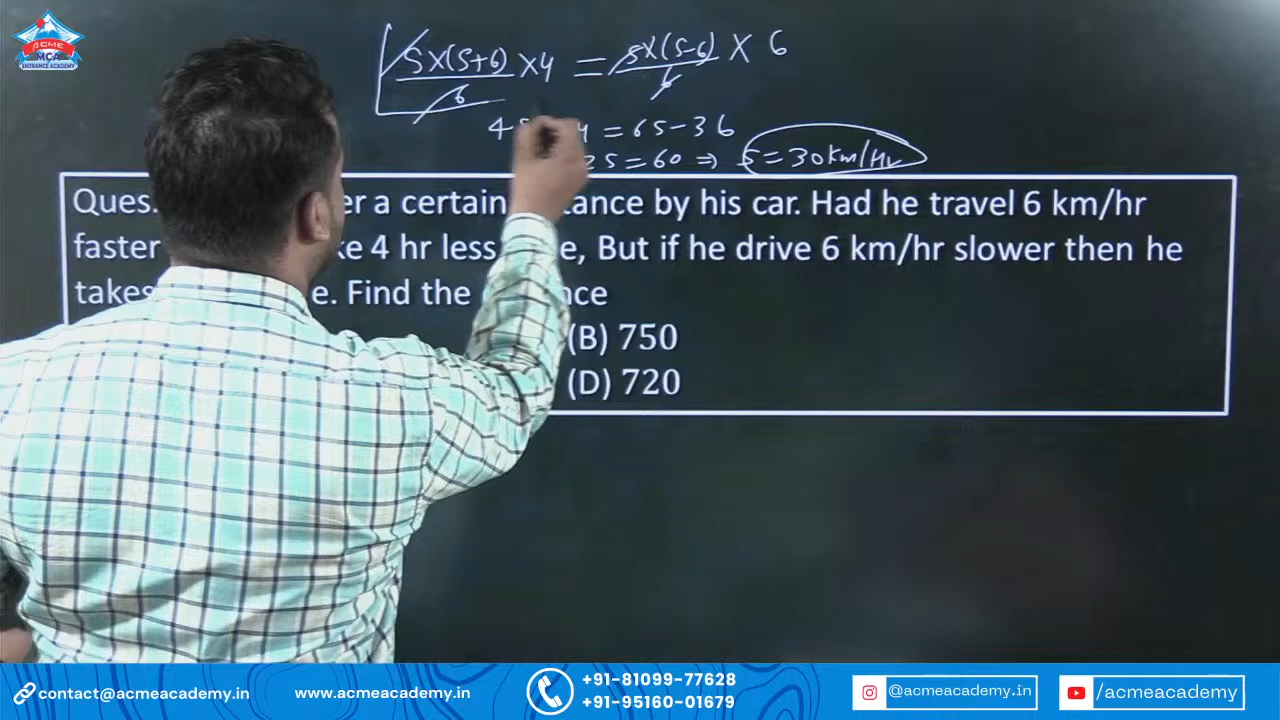 ACME
MCA
ENTRANCE ACADEMY
S×(S+6)/6 ×4 = S×(S-6)/6 × 6
4S = 6S-36
2S = 60 ⇒ S=30km/Hr
Ques. er a certain tance by his car. Had he travel 6 km/hr
faster ke 4 hr less e, But if he drive 6 km/hr slower then he
takes e. Find the nce
(B) 750
(D) 720
contact@acmeacademy.in
www.acmeacademy.in
+91-81099-77628
+91-95160-01679
@acmeacademy.in
/acmeacademy